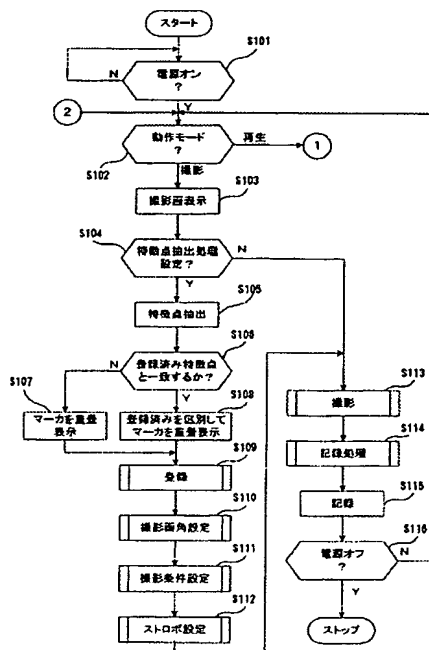 スタート
S101
電源オン
?
N
Y
2
動作モード
?
再生
1
S102
撮影
S103
撮影画表示
S104
特徴点抽出処理
設定?
N
Y
S105
特徴点抽出
S106
登録済み特徴点
と一致するか?
N
Y
S107
マーカを重畳
表示
S108
登録済みを区別して
マーカを重畳表示
S109
登録
S110
撮影画角設定
S111
撮影条件設定
S112
ストロボ設定
S113
撮影
S114
記録処理
S115
記録
S116
電源オフ
?
N
Y
ストップ